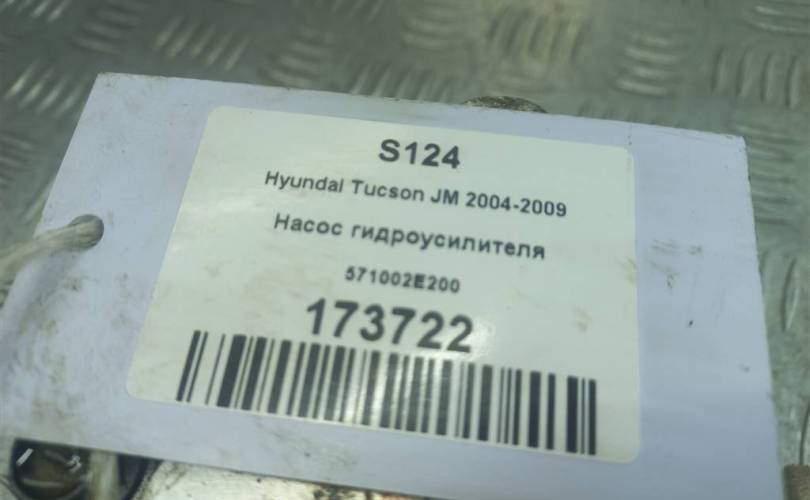 S124
Hyundai Tucson JM 2004-2009
Насос гидроусилителя
571002E200
173722